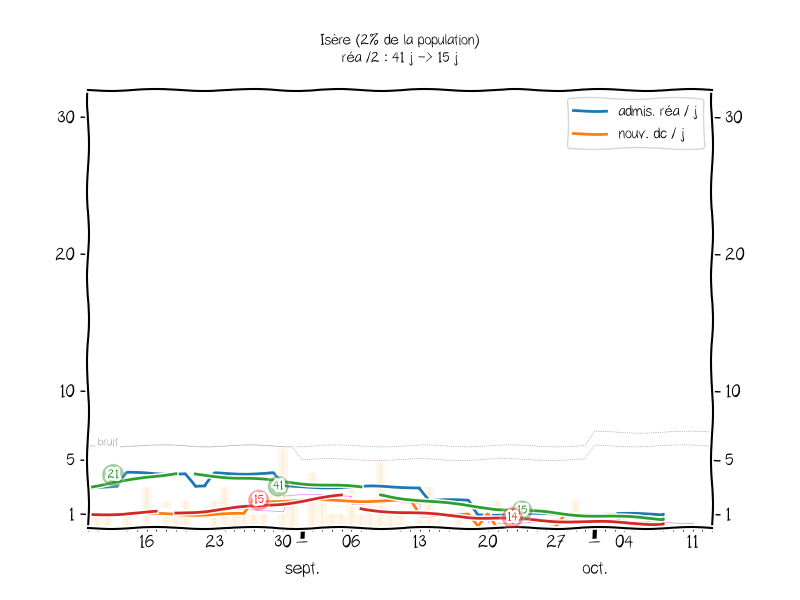 Isère (2% de la population)
réa /2 : 41 j -> 15 j
admis. réa / j
nouv. dc / j
30
30
20
20
10
10
bruit
5
5
21
41
15
15
14
1
1
16 23 30 06 13 20 27 04 11
sept. oct.